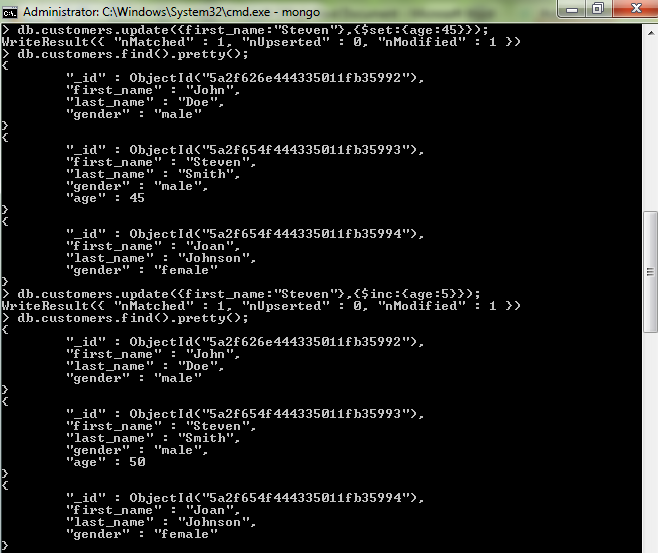 Administrator: C:\Windows\System32\cmd.exe - mongo
> db.customers.update({first_name:"Steven"},{$set:{age:45}});
WriteResult({ "nMatched" : 1, "nUpserted" : 0, "nModified" : 1 })
> db.customers.find().pretty();
{
        "_id" : ObjectId("5a2f626e444335011fb35992"),
        "first_name" : "John",
        "last_name" : "Doe",
        "gender" : "male"
}
{
        "_id" : ObjectId("5a2f654f444335011fb35993"),
        "first_name" : "Steven",
        "last_name" : "Smith",
        "gender" : "male",
        "age" : 45
}
{
        "_id" : ObjectId("5a2f654f444335011fb35994"),
        "first_name" : "Joan",
        "last_name" : "Johnson",
        "gender" : "female"
}
> db.customers.update({first_name:"Steven"},{$inc:{age:5}});
WriteResult({ "nMatched" : 1, "nUpserted" : 0, "nModified" : 1 })
> db.customers.find().pretty();
{
        "_id" : ObjectId("5a2f626e444335011fb35992"),
        "first_name" : "John",
        "last_name" : "Doe",
        "gender" : "male"
}
{
        "_id" : ObjectId("5a2f654f444335011fb35993"),
        "first_name" : "Steven",
        "last_name" : "Smith",
        "gender" : "male",
        "age" : 50
}
{
        "_id" : ObjectId("5a2f654f444335011fb35994"),
        "first_name" : "Joan",
        "last_name" : "Johnson",
        "gender" : "female"
}